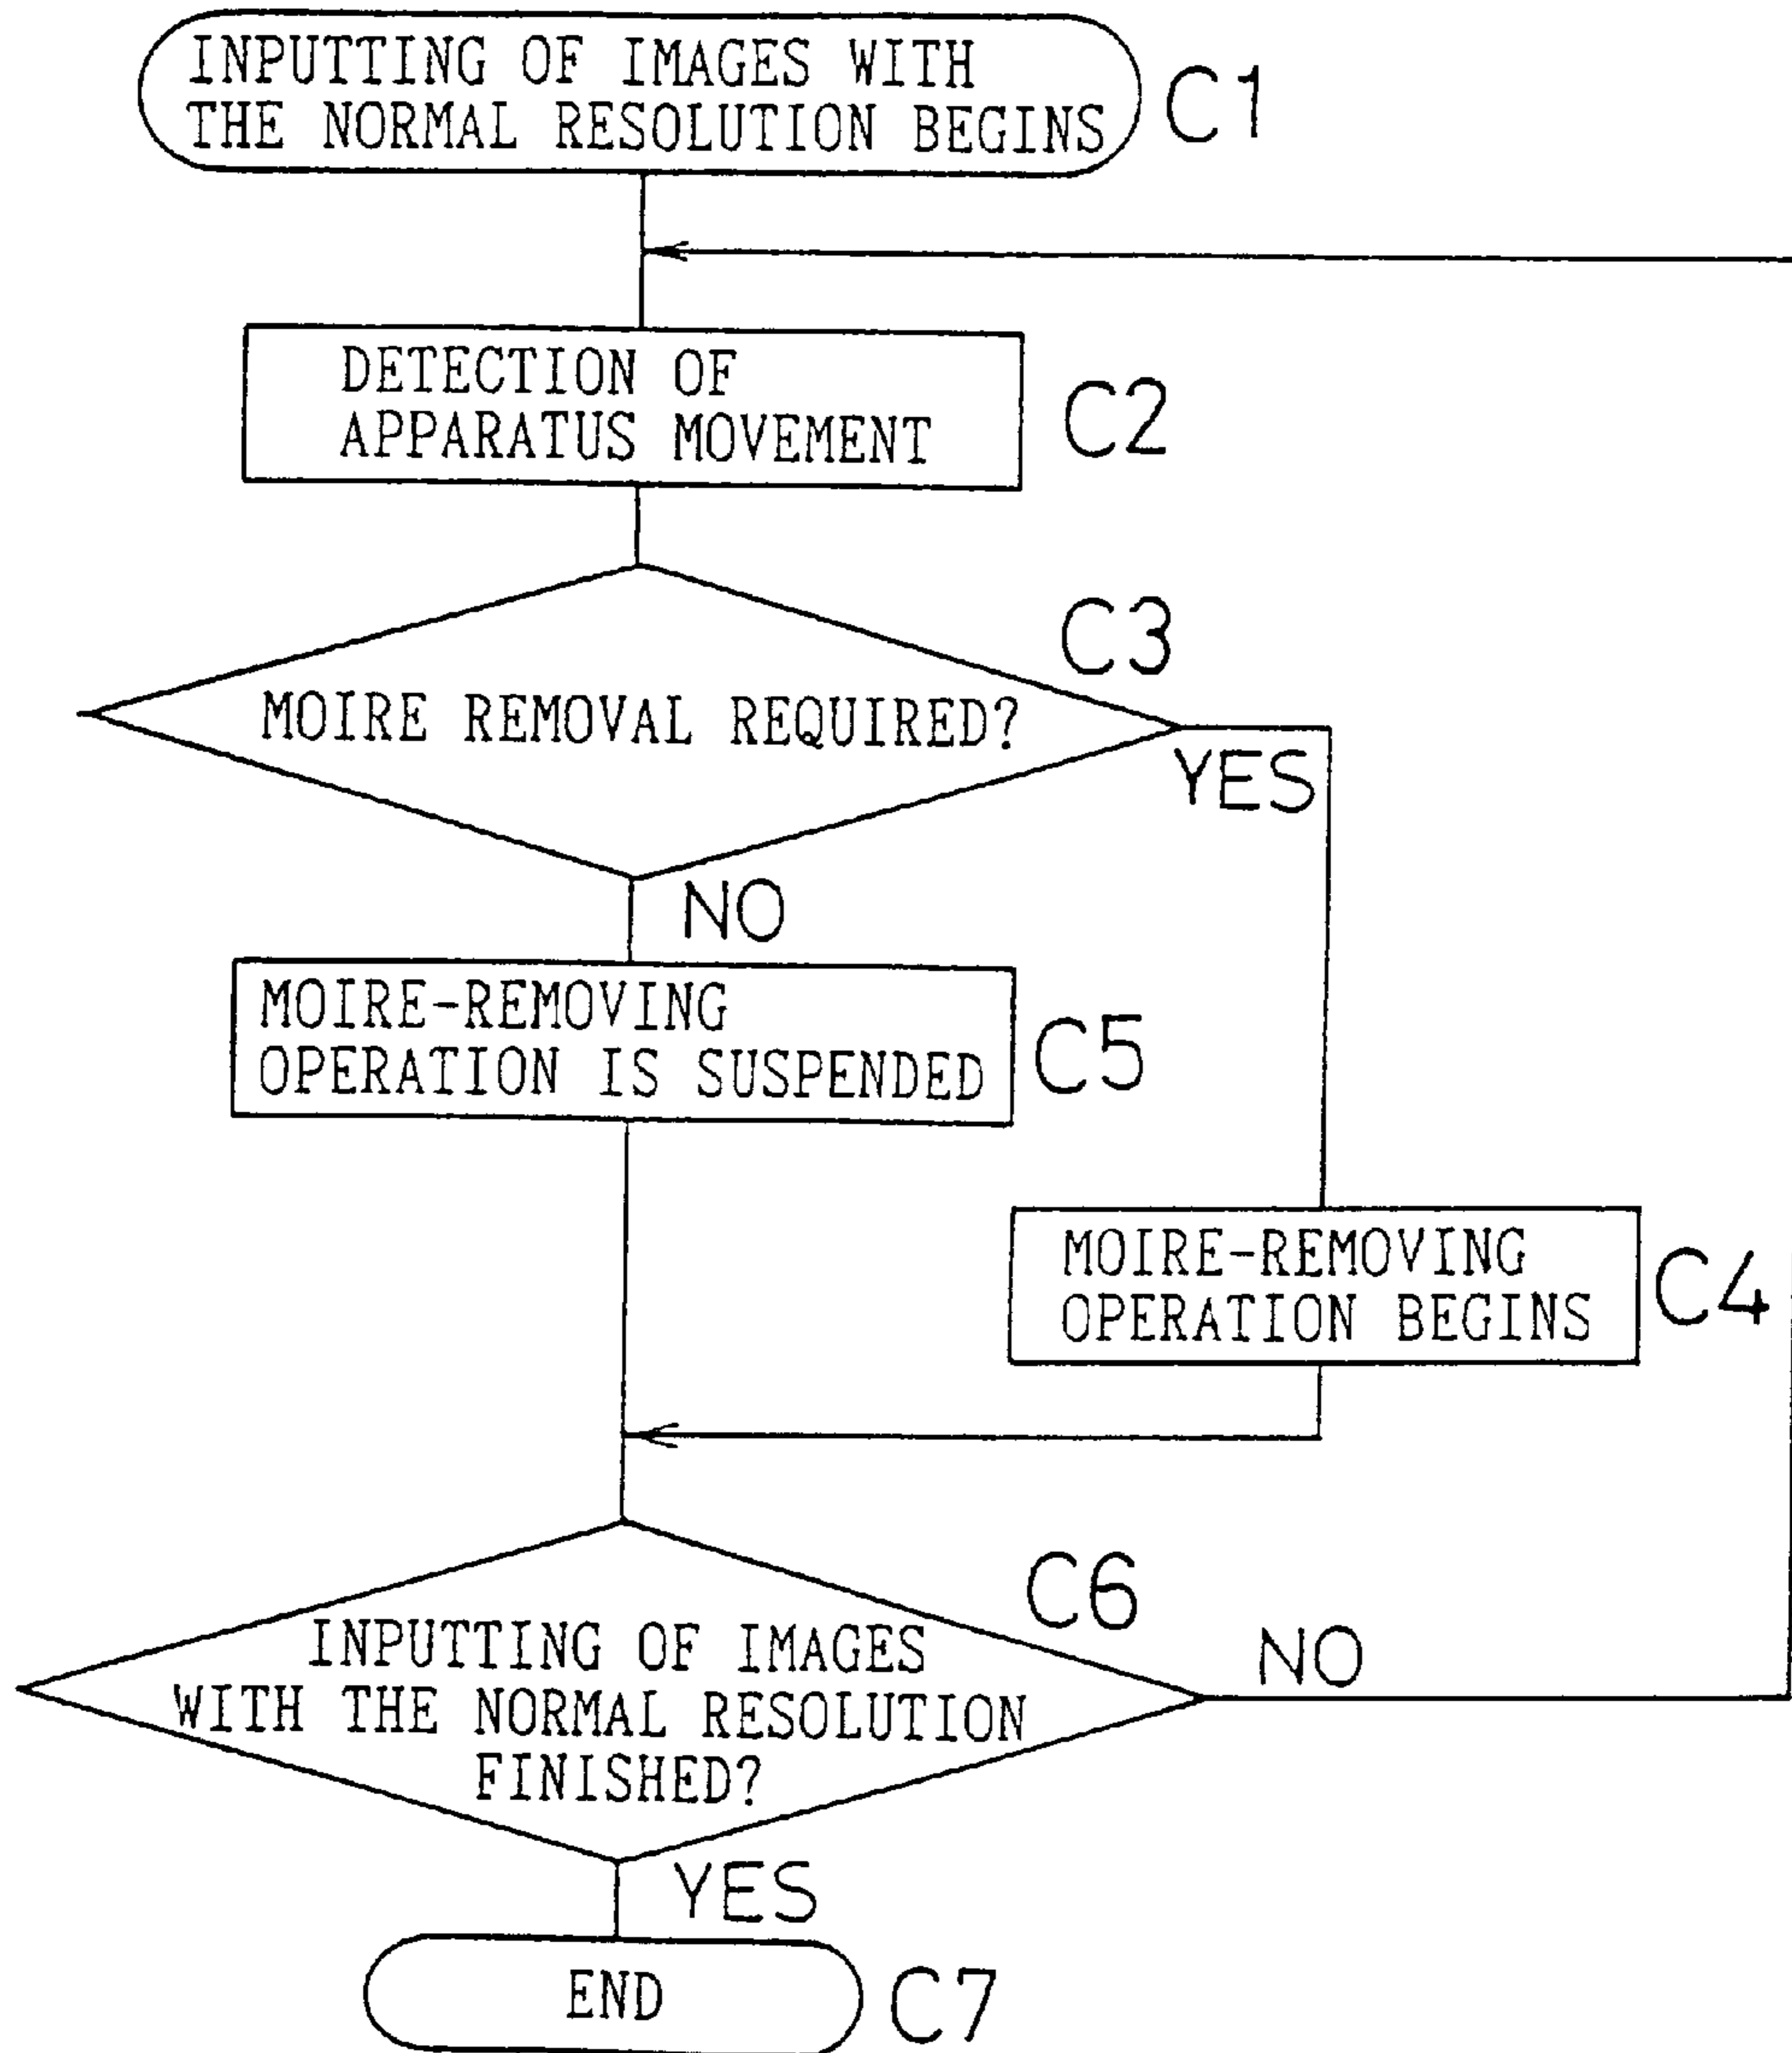 INPUTTING OF IMAGES WITH
THE NORMAL RESOLUTION BEGINS
C1
DETECTION OF
APPARATUS MOVEMENT
C2
C3
MOIRE REMOVAL REQUIRED?
YES
NO
MOIRE-REMOVING
OPERATION IS SUSPENDED
C5
MOIRE-REMOVING
OPERATION BEGINS
C4
C6
INPUTTING OF IMAGES
WITH THE NORMAL RESOLUTION
FINISHED?
NO
YES
END
C7